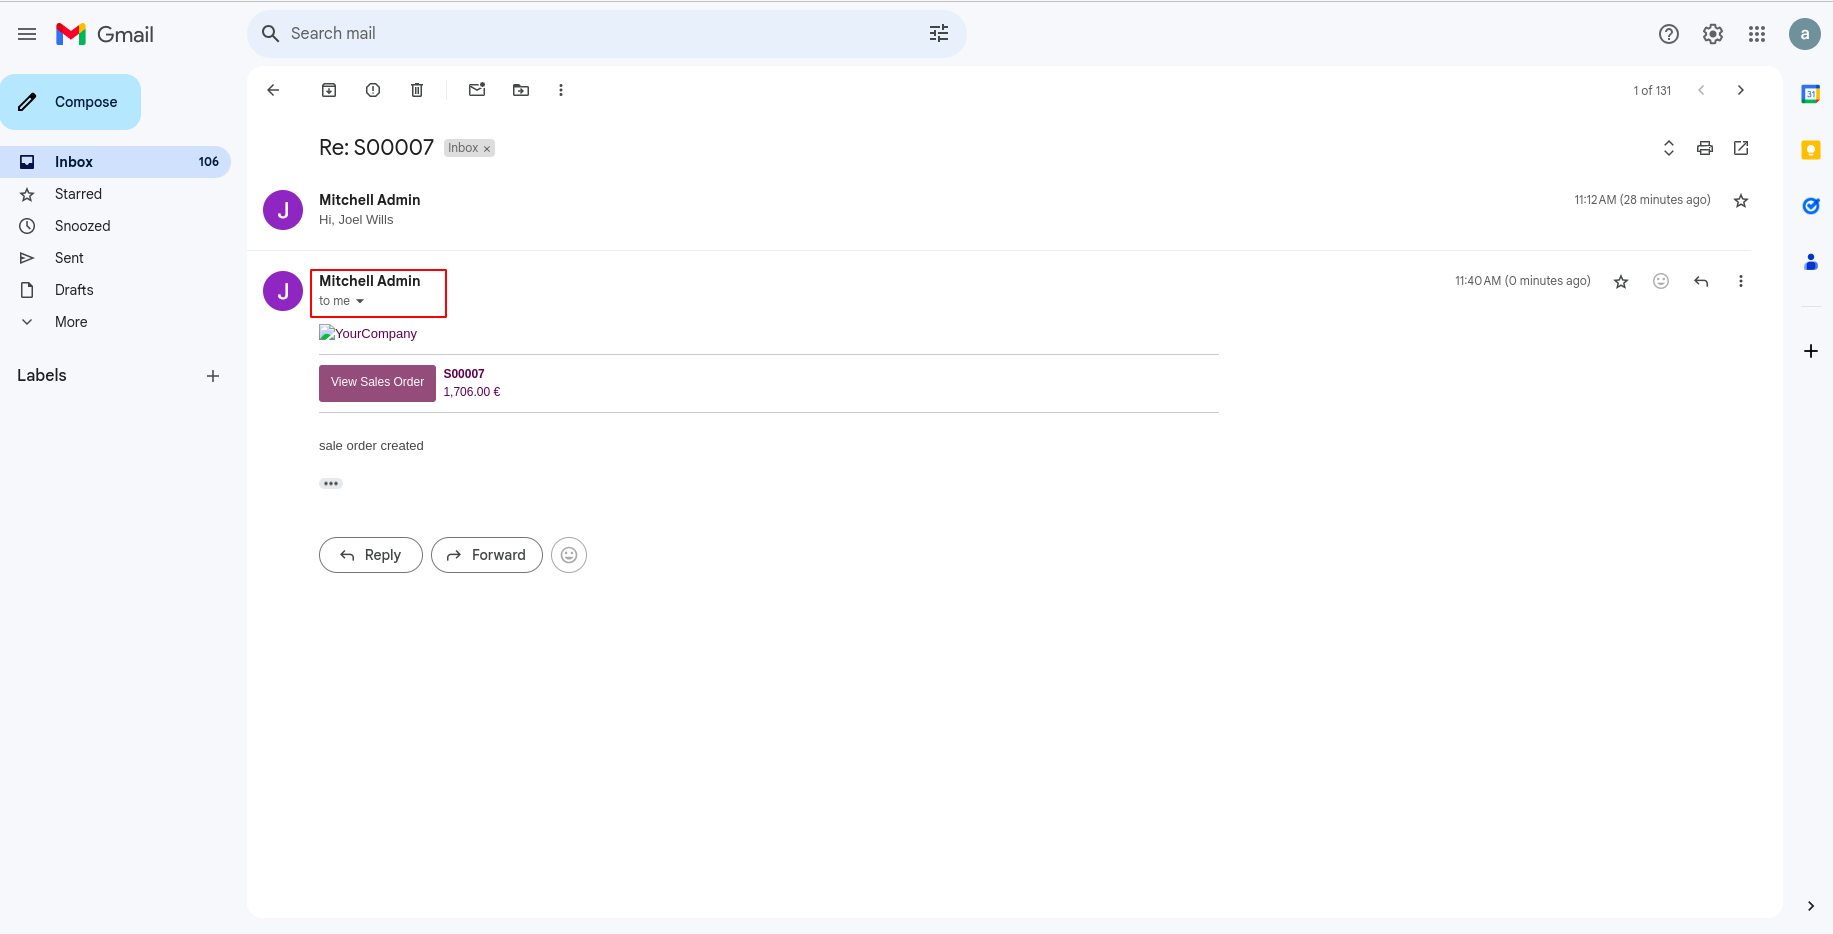 Gmail
Search mail
a
Compose
1 of 131
31
Re: S00007 Inbox ×
Inbox 106
Starred
Snoozed
Sent
Drafts
More
Labels
J
Mitchell Admin
11:12 AM (28 minutes ago)
Hi, Joel Wills
J
Mitchell Admin
11:40 AM (0 minutes ago)
to me
YourCompany
View Sales Order
S00007
1,706.00 €
sale order created
Reply
Forward